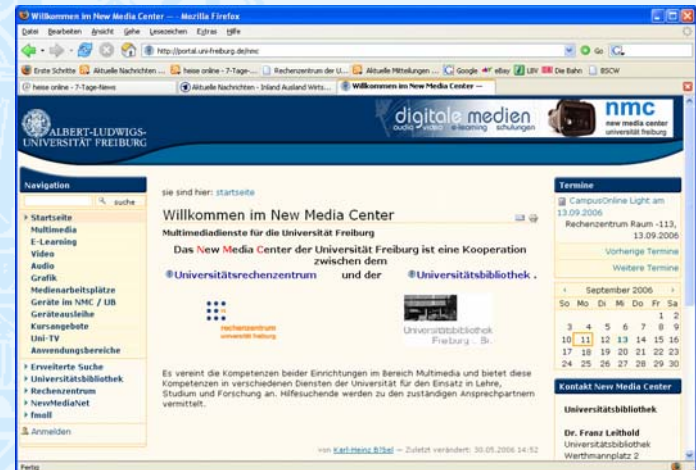 Willkommen im New Media Center — - Mozilla Firefox
Datei Bearbeiten Ansicht Gehe Lesezeichen Extras Hilfe
http://portal.uni-freiburg.de/nmc
Go
Erste Schritte Aktuelle Nachrichten ... heise online - 7-Tage-... Rechenzentrum der U... Aktuelle Mitteilungen ... Google eBay LEV Die Bahn BSCW
heise online - 7-Tage-News
Aktuelle Nachrichten - Inland Ausland Wirts...
Willkommen im New Media Center —
ALBERT-LUDWIGS-
UNIVERSITÄT FREIBURG
digitale medien
audio video e-learning schulungen
nmc
new media center
universität freiburg
Navigation
suche
Startseite
Multimedia
E-Learning
Video
Audio
Grafik
Medienarbeitsplätze
Geräte im NMC / UB
Geräteausleihe
Kursangebote
Uni-TV
Anwendungsbereiche
Erweiterte Suche
Universitätsbibliothek
Rechenzentrum
NewMediaNet
fmoll
Anmelden
sie sind hier: startseite
Willkommen im New Media Center
Multimediadienste für die Universität Freiburg
Das New Media Center der Universität Freiburg ist eine Kooperation
zwischen dem
Universitätsrechenzentrum und der Universitätsbibliothek .
rechenzentrum
universität freiburg
Universitätsbibliothek
Freiburg i. Br.
Es vereint die Kompetenzen beider Einrichtungen im Bereich Multimedia und bietet diese
Kompetenzen in verschiedenen Diensten der Universität für den Einsatz in Lehre,
Studium und Forschung an. Hilfesuchende werden zu den zuständigen Ansprechpartnern
vermittelt.
von Karl-Heinz B?bel — Zuletzt verändert: 30.05.2006 14:52
Termine
CampusOnline Light am
13.09.2006
Rechenzentrum Raum -113,
13.09.2006
Vorherige Termine
Weitere Termine
September 2006
So Mo Di Mi Do Fr Sa
1 2
3 4 5 6 7 8 9
10 11 12 13 14 15 16
17 18 19 20 21 22 23
24 25 26 27 28 29 30
Kontakt New Media Center
Universitätsbibliothek
Dr. Franz Leithold
Universitätsbibliothek
Werthmannplatz 2
Fertig